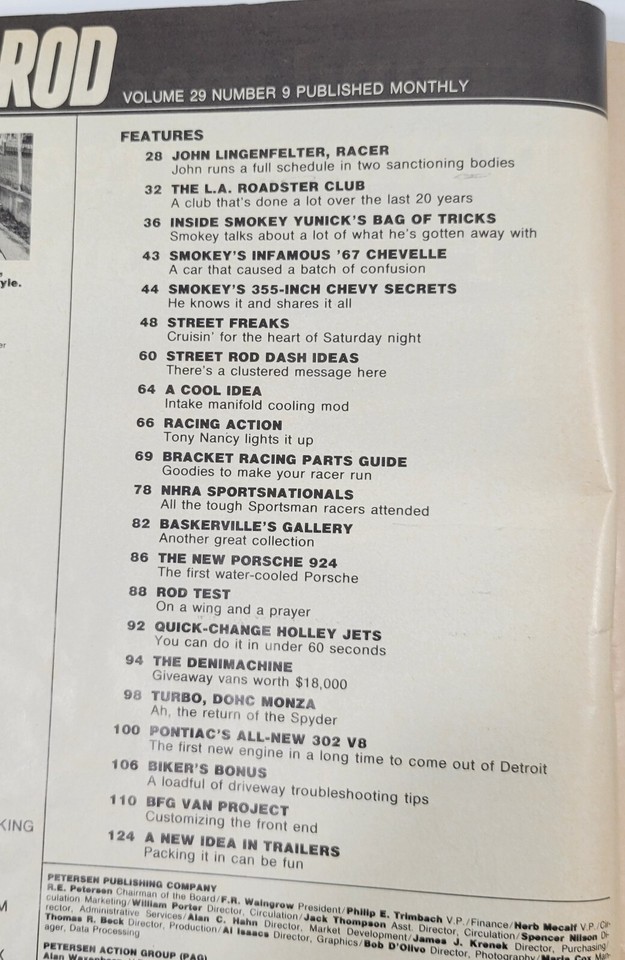 ROD
VOLUME 29 NUMBER 9 PUBLISHED MONTHLY
yle.
er
KING
M
FEATURES
28 JOHN LINGENFELTER, RACER
John runs a full schedule in two sanctioning bodies
32 THE L.A. ROADSTER CLUB
A club that's done a lot over the last 20 years
36 INSIDE SMOKEY YUNICK'S BAG OF TRICKS
Smokey talks about a lot of what he's gotten away with
43 SMOKEY'S INFAMOUS '67 CHEVELLE
A car that caused a batch of confusion
44 SMOKEY'S 355-INCH CHEVY SECRETS
He knows it and shares it all
48 STREET FREAKS
Cruisin' for the heart of Saturday night
60 STREET ROD DASH IDEAS
There's a clustered message here
64 A COOL IDEA
Intake manifold cooling mod
66 RACING ACTION
Tony Nancy lights it up
69 BRACKET RACING PARTS GUIDE
Goodies to make your racer run
78 NHRA SPORTSNATIONALS
All the tough Sportsman racers attended
82 BASKERVILLE'S GALLERY
Another great collection
86 THE NEW PORSCHE 924
The first water-cooled Porsche
88 ROD TEST
On a wing and a prayer
92 QUICK-CHANGE HOLLEY JETS
You can do it in under 60 seconds
94 THE DENIMACHINE
Giveaway vans worth $18,000
98 TURBO, DOHC MONZA
Ah, the return of the Spyder
100 PONTIAC'S ALL-NEW 302 V8
The first new engine in a long time to come out of Detroit
106 BIKER'S BONUS
A loadful of driveway troubleshooting tips
110 BFG VAN PROJECT
Customizing the front end
124 A NEW IDEA IN TRAILERS
Packing it in can be fun
PETERSEN PUBLISHING COMPANY
R.E. Petersen Chairman of the Board/F.R. Waingrow President/Philip E. Trimbach V.P./Finance/Herb Metcalf V.P./Cir-
culation Marketing/William Porter Director, Circulation/Jack Thompson Asst. Director, Circulation/Spencer Nilson Di-
rector, Administrative Services/Alan C. Hahn Director, Market Development/James J. Krenek Director, Purchasing/
Thomas R. Beck Director, Production/Al Isaacs Director, Graphics/Bob D'Olivo Director, Photography/Maria Cox Man-
ager, Data Processing
PETERSEN ACTION GROUP (PAG)